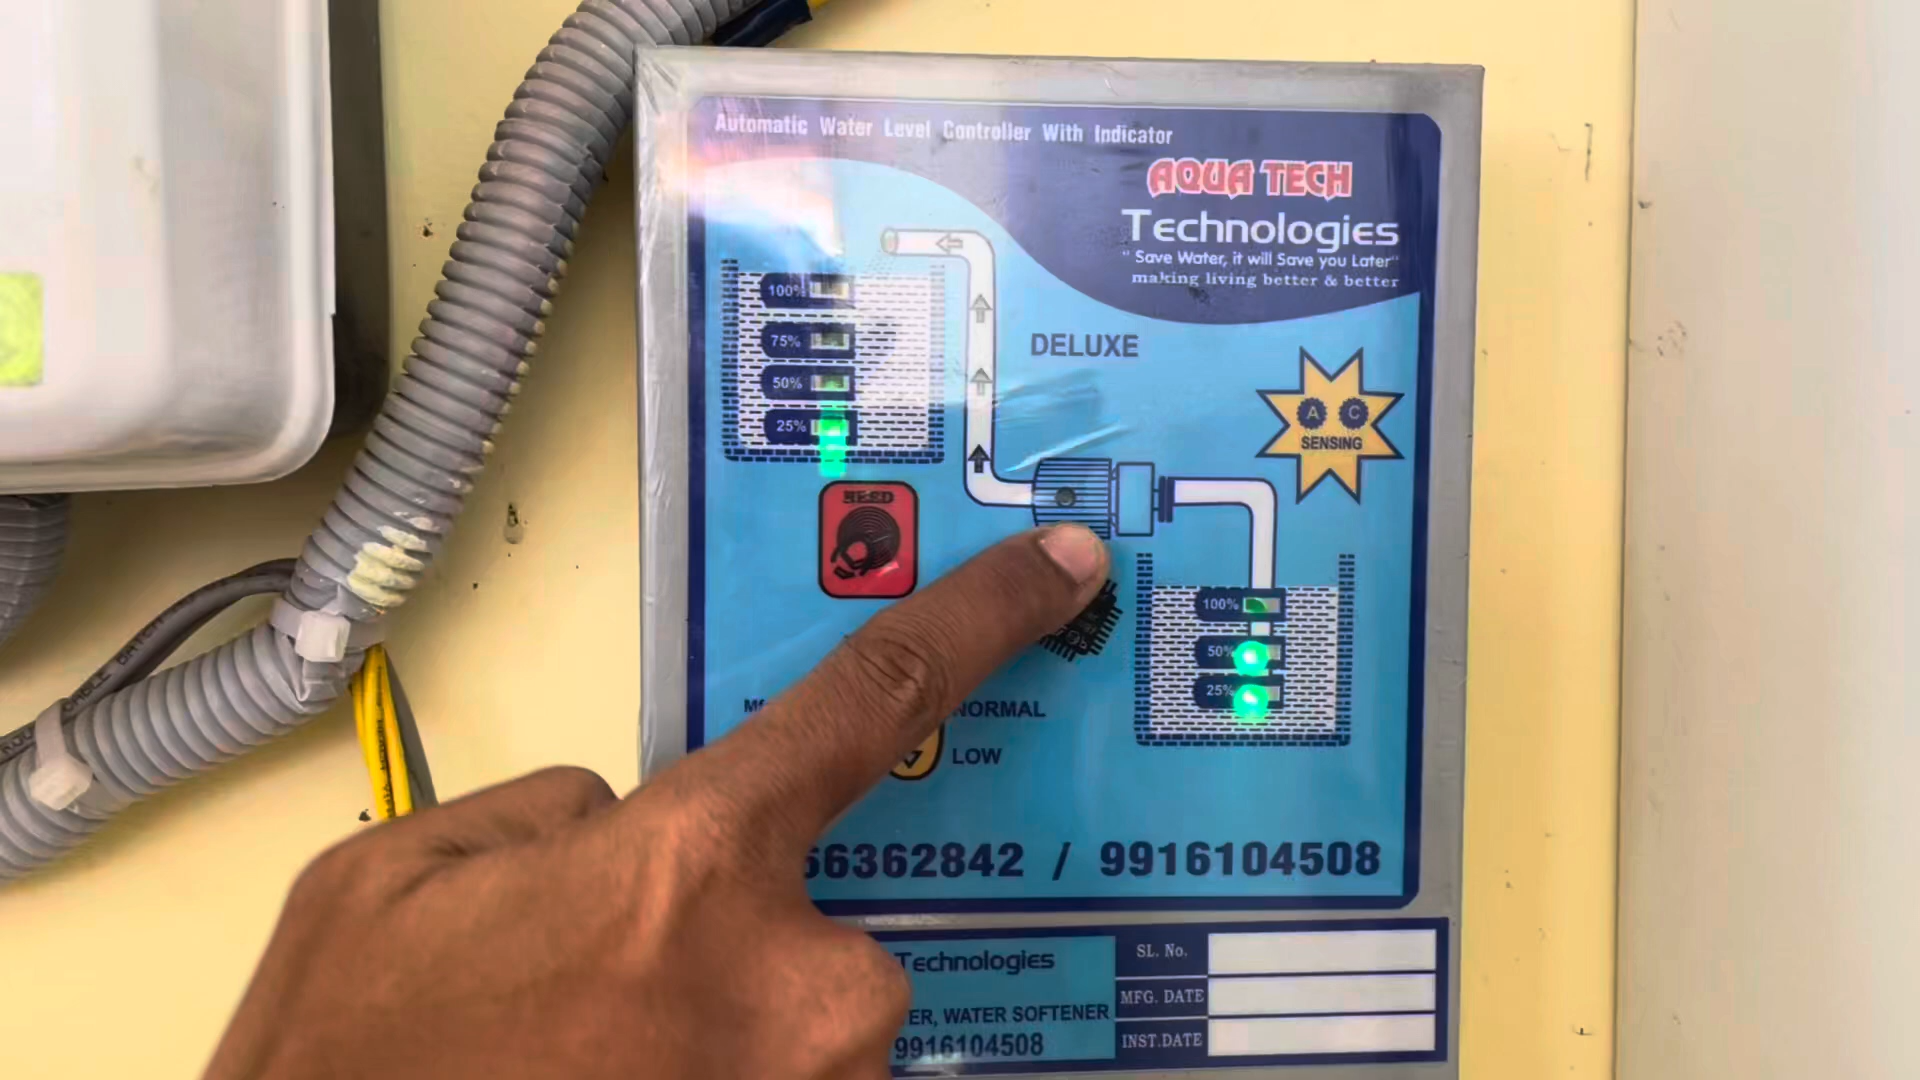 Automatic Water Level Controller With Indicator
AQUA TECH
Technologies
" Save Water, it will Save you Later"
making living better & better
100%
75%
50%
25%
DELUXE
A C
SENSING
100%
50%
25%
NORMAL
LOW
66362842 / 9916104508
Technologies
ER, WATER SOFTENER
9916104508
SL. No.
MFG. DATE
INST.DATE
CABLE